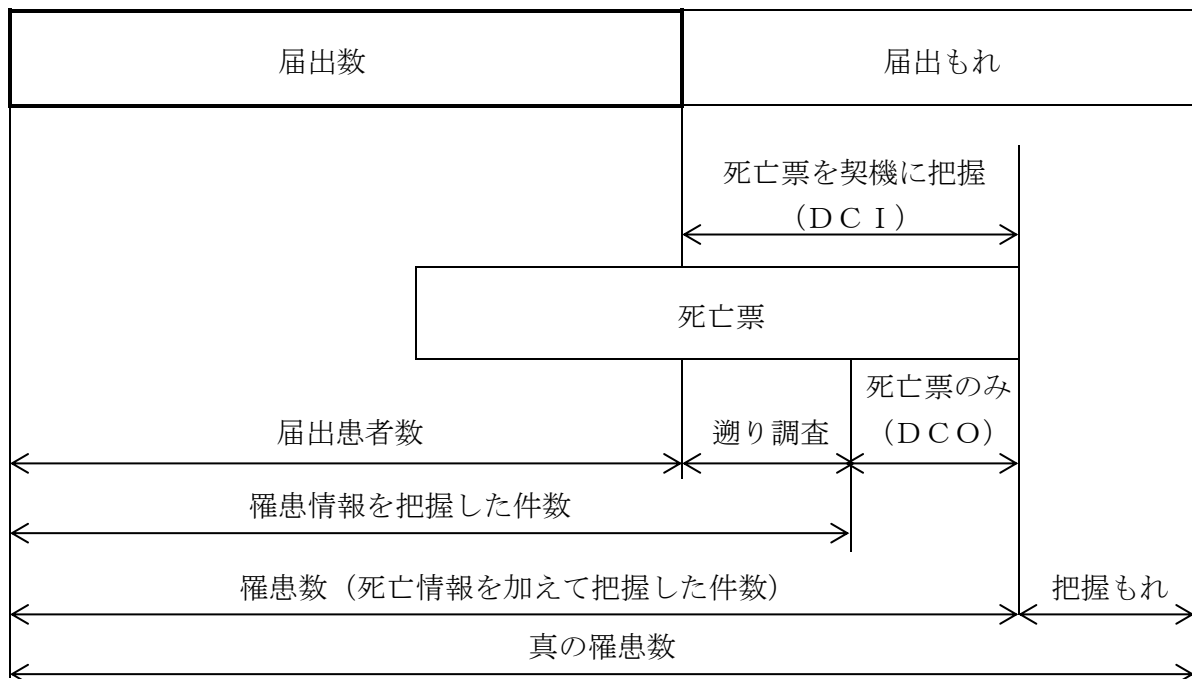 届出数
届出もれ
死亡票を契機に把握
（ＤＣＩ）
死亡票
死亡票のみ
（ＤＣＯ）
届出患者数
遡り調査
罹患情報を把握した件数
罹患数（死亡情報を加えて把握した件数）
把握もれ
真の罹患数